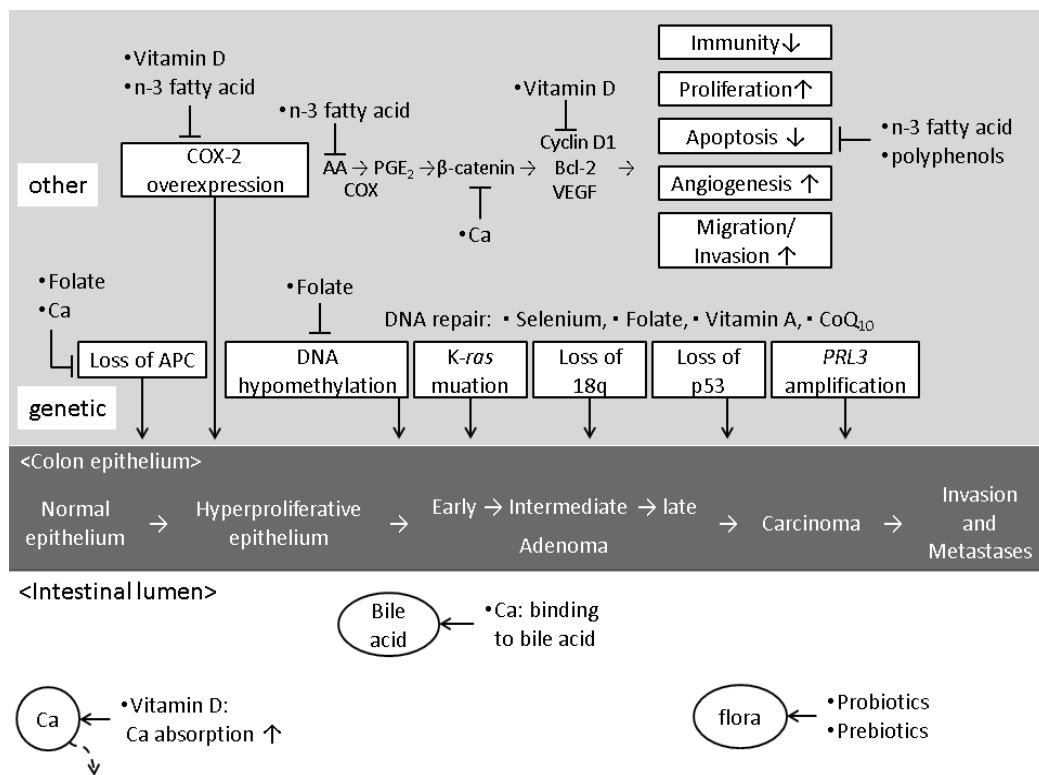 •Vitamin D
•n-3 fatty acid
COX-2
overexpression
other
•n-3 fatty acid
AA → PGE₂ → β-catenin →
COX
•Ca
•Vitamin D
Cyclin D1
Bcl-2 →
VEGF
Immunity↓
Proliferation↑
Apoptosis ↓
Angiogenesis ↑
Migration/
Invasion ↑
•n-3 fatty acid
•polyphenols
•Folate
•Ca
Loss of APC
genetic
•Folate
DNA repair: ・Selenium, ・Folate, ・Vitamin A, ・CoQ₁₀
DNA
hypomethylation
K-ras
muation
Loss of
18q
Loss of
p53
PRL3
amplification
<Colon epithelium>
Normal
epithelium
→
Hyperproliferative
epithelium
→
Early → Intermediate → late
Adenoma
→
Carcinoma
→
Invasion
and
Metastases
<Intestinal lumen>
Bile
acid
•Ca: binding
to bile acid
Ca
•Vitamin D:
Ca absorption ↑
flora
•Probiotics
•Prebiotics